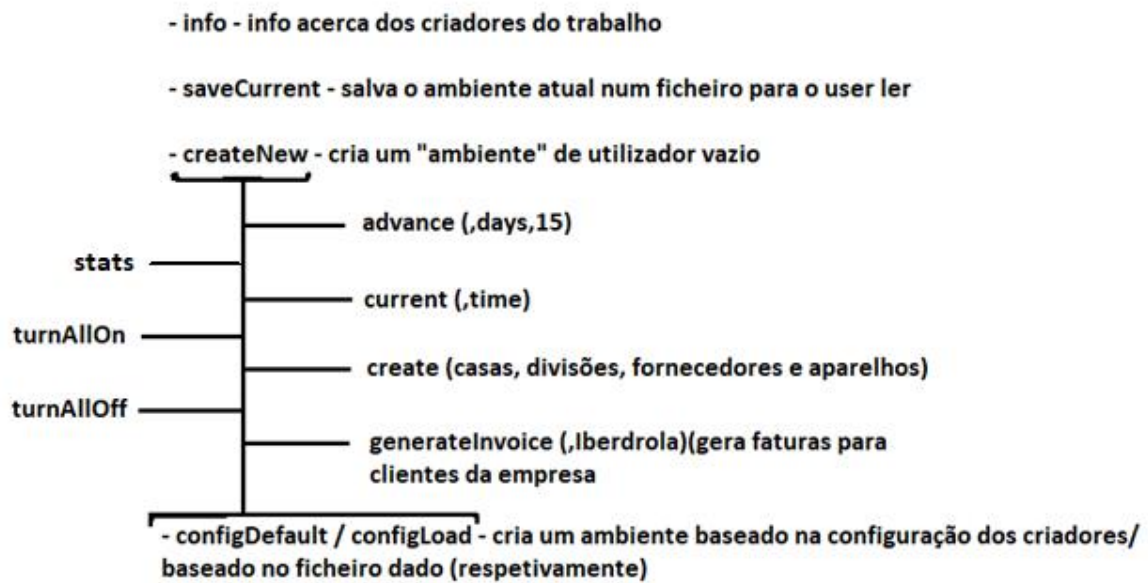 - info - info acerca dos criadores do trabalho
- saveCurrent - salva o ambiente atual num ficheiro para o user ler
- createNew - cria um "ambiente" de utilizador vazio
advance (,days,15)
stats
current (,time)
turnAllOn
create (casas, divisões, fornecedores e aparelhos)
turnAllOff
generateInvoice (,Iberdrola)(gera faturas para
clientes da empresa
- configDefault / configLoad - cria um ambiente baseado na configuração dos criadores/
baseado no ficheiro dado (respetivamente)